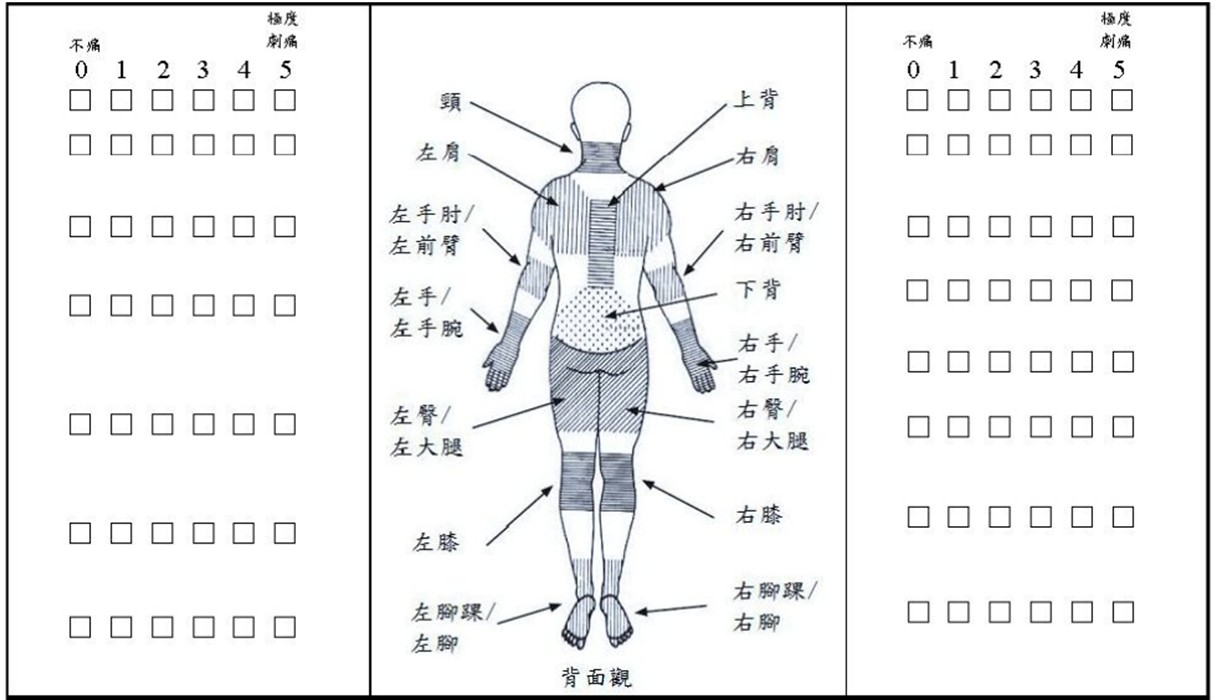 不痛
極度
劇痛
0 1 2 3 4 5
頸
左肩
左手肘/
左前臂
左手/
左手腕
左臀/
左大腿
左膝
左腳踝/
左腳
上背
右肩
右手肘/
右前臂
下背
右手/
右手腕
右臀/
右大腿
右膝
右腳踝/
右腳
背面觀
不痛
極度
劇痛
0 1 2 3 4 5